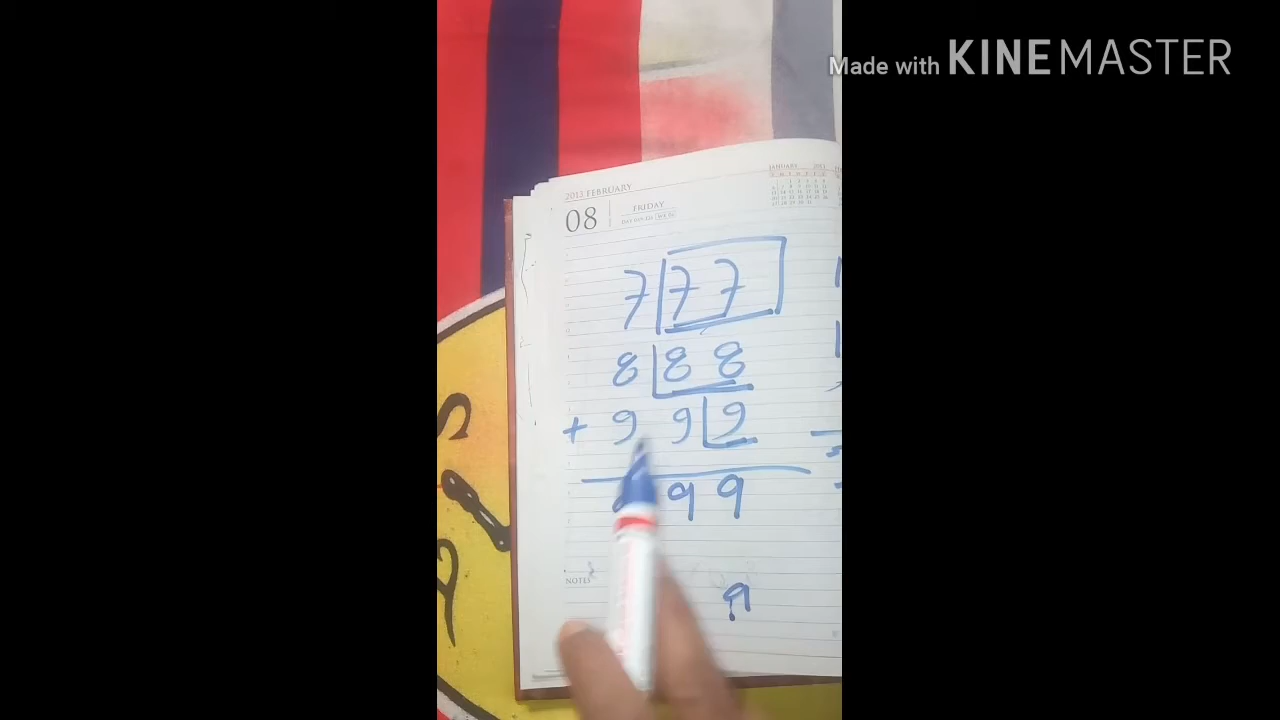 Made with KINEMASTER
2013 FEBRUARY
08 FRIDAY
JANUARY 2013
7 7 7
8 8 8
+ 9 9 9
9 9
NOTES
9